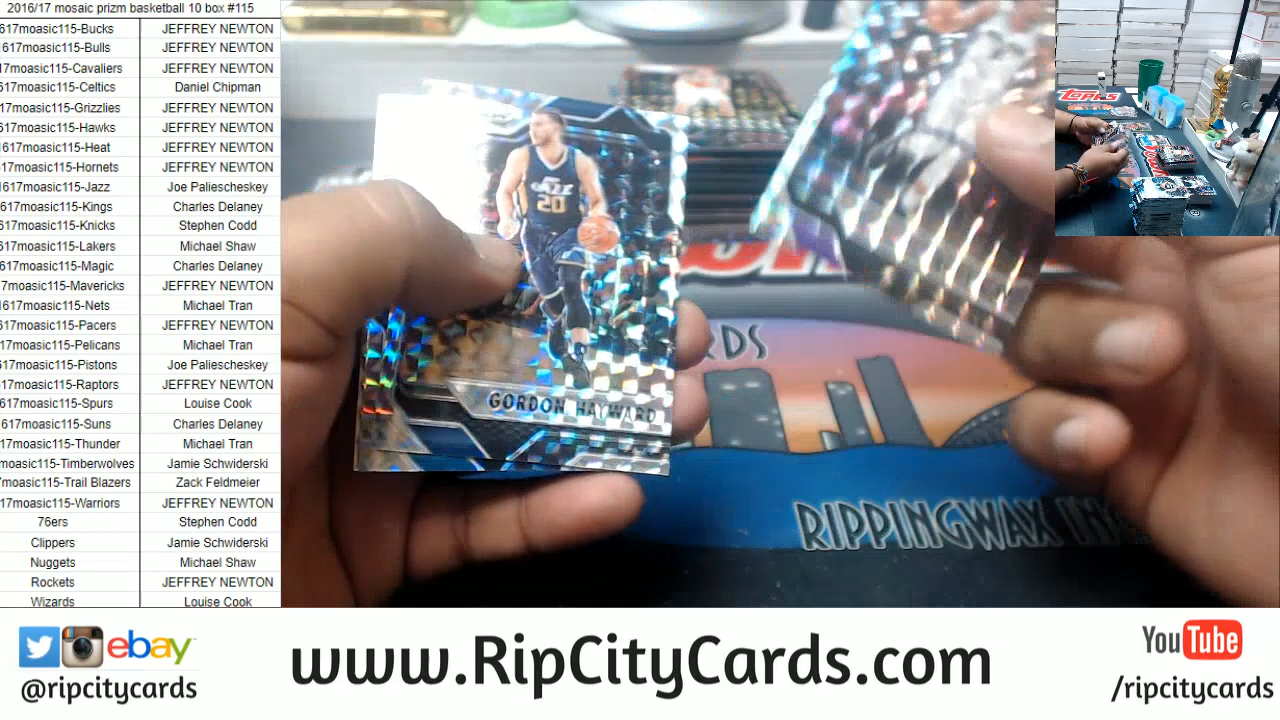 2016/17 mosaic prizm basketball 10 box #115
617moasic115-Bucks JEFFREY NEWTON
17moasic115-Bulls JEFFREY NEWTON
17moasic115-Cavaliers JEFFREY NEWTON
617moasic115-Celtics Daniel Chipman
17moasic115-Grizzlies JEFFREY NEWTON
617moasic115-Hawks JEFFREY NEWTON
617moasic115-Heat JEFFREY NEWTON
17moasic115-Hornets JEFFREY NEWTON
1617moasic115-Jazz Joe Paliescheskey
617moasic115-Kings Charles Delaney
617moasic115-Knicks Stephen Codd
617moasic115-Lakers Michael Shaw
617moasic115-Magic Charles Delaney
7moasic115-Mavericks JEFFREY NEWTON
1617moasic115-Nets Michael Tran
617moasic115-Pacers JEFFREY NEWTON
17moasic115-Pelicans Michael Tran
617moasic115-Pistons Joe Paliescheskey
17moasic115-Raptors JEFFREY NEWTON
617moasic115-Spurs Louise Cook
617moasic115-Suns Charles Delaney
17moasic115-Thunder Michael Tran
moasic115-Timberwolves Jamie Schwiderski
moasic115-Trail Blazers Zack Feldmeier
17moasic115-Warriors JEFFREY NEWTON
76ers Stephen Codd
Clippers Jamie Schwiderski
Nuggets Michael Shaw
Rockets JEFFREY NEWTON
Wizards Louise Cook
JAZZ
20
GORDON HAYWARD
RDS
RIPPINGWAX IN
TOPPS
ebay
@ripcitycards
www.RipCityCards.com
YouTube
/ripcitycards